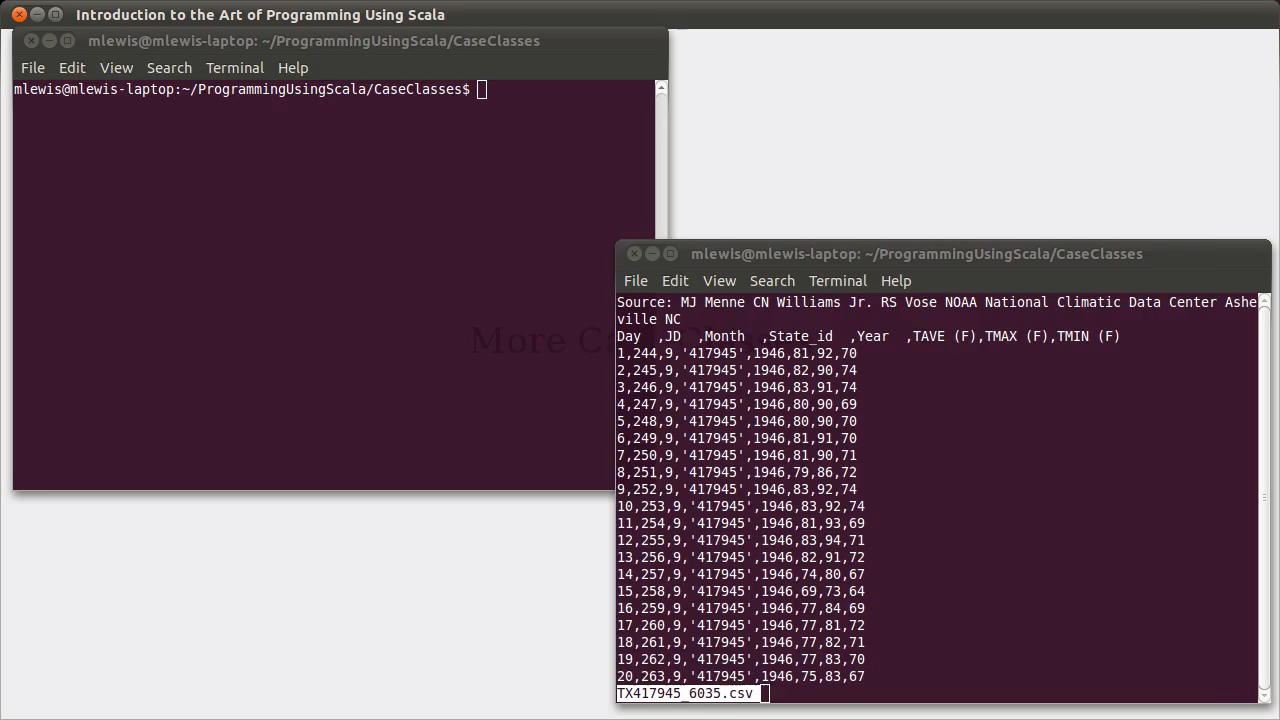 Introduction to the Art of Programming Using Scala
mlewis@mlewis-laptop: ~/ProgrammingUsingScala/CaseClasses
File Edit View Search Terminal Help
mlewis@mlewis-laptop:~/ProgrammingUsingScala/CaseClasses$
More Ca
mlewis@mlewis-laptop: ~/ProgrammingUsingScala/CaseClasses
File Edit View Search Terminal Help
Source: MJ Menne CN Williams Jr. RS Vose NOAA National Climatic Data Center Ashe
ville NC
Day  ,JD  ,Month  ,State_id  ,Year  ,TAVE (F),TMAX (F),TMIN (F)
1,244,9,'417945',1946,81,92,70
2,245,9,'417945',1946,82,90,74
3,246,9,'417945',1946,83,91,74
4,247,9,'417945',1946,80,90,69
5,248,9,'417945',1946,80,90,70
6,249,9,'417945',1946,81,91,70
7,250,9,'417945',1946,81,90,71
8,251,9,'417945',1946,79,86,72
9,252,9,'417945',1946,83,92,74
10,253,9,'417945',1946,83,92,74
11,254,9,'417945',1946,81,93,69
12,255,9,'417945',1946,83,94,71
13,256,9,'417945',1946,82,91,72
14,257,9,'417945',1946,74,80,67
15,258,9,'417945',1946,69,73,64
16,259,9,'417945',1946,77,84,69
17,260,9,'417945',1946,77,81,72
18,261,9,'417945',1946,77,82,71
19,262,9,'417945',1946,77,83,70
20,263,9,'417945',1946,75,83,67
TX417945_6035.csv